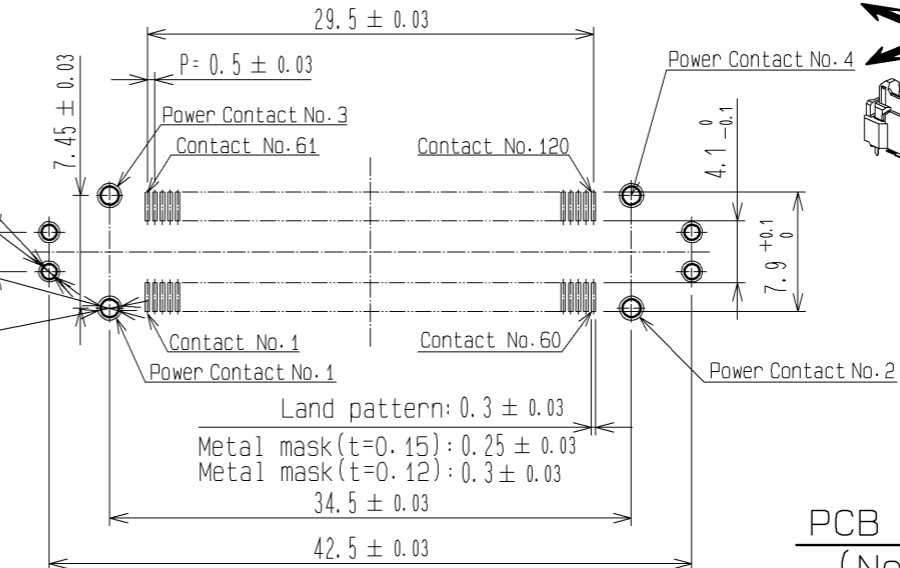 29.5 ± 0.03
P= 0.5 ± 0.03
Power Contact No. 4
7.45 ± 0.03
Power Contact No. 3
Contact No. 61
Contact No. 120
4.1 0 -0.1
7.9 +0.1 0
Contact No. 1
Contact No. 60
Power Contact No. 1
Power Contact No. 2
Land pattern: 0.3 ± 0.03
Metal mask(t=0.15): 0.25 ± 0.03
Metal mask(t=0.12): 0.3 ± 0.03
34.5 ± 0.03
42.5 ± 0.03
PCB